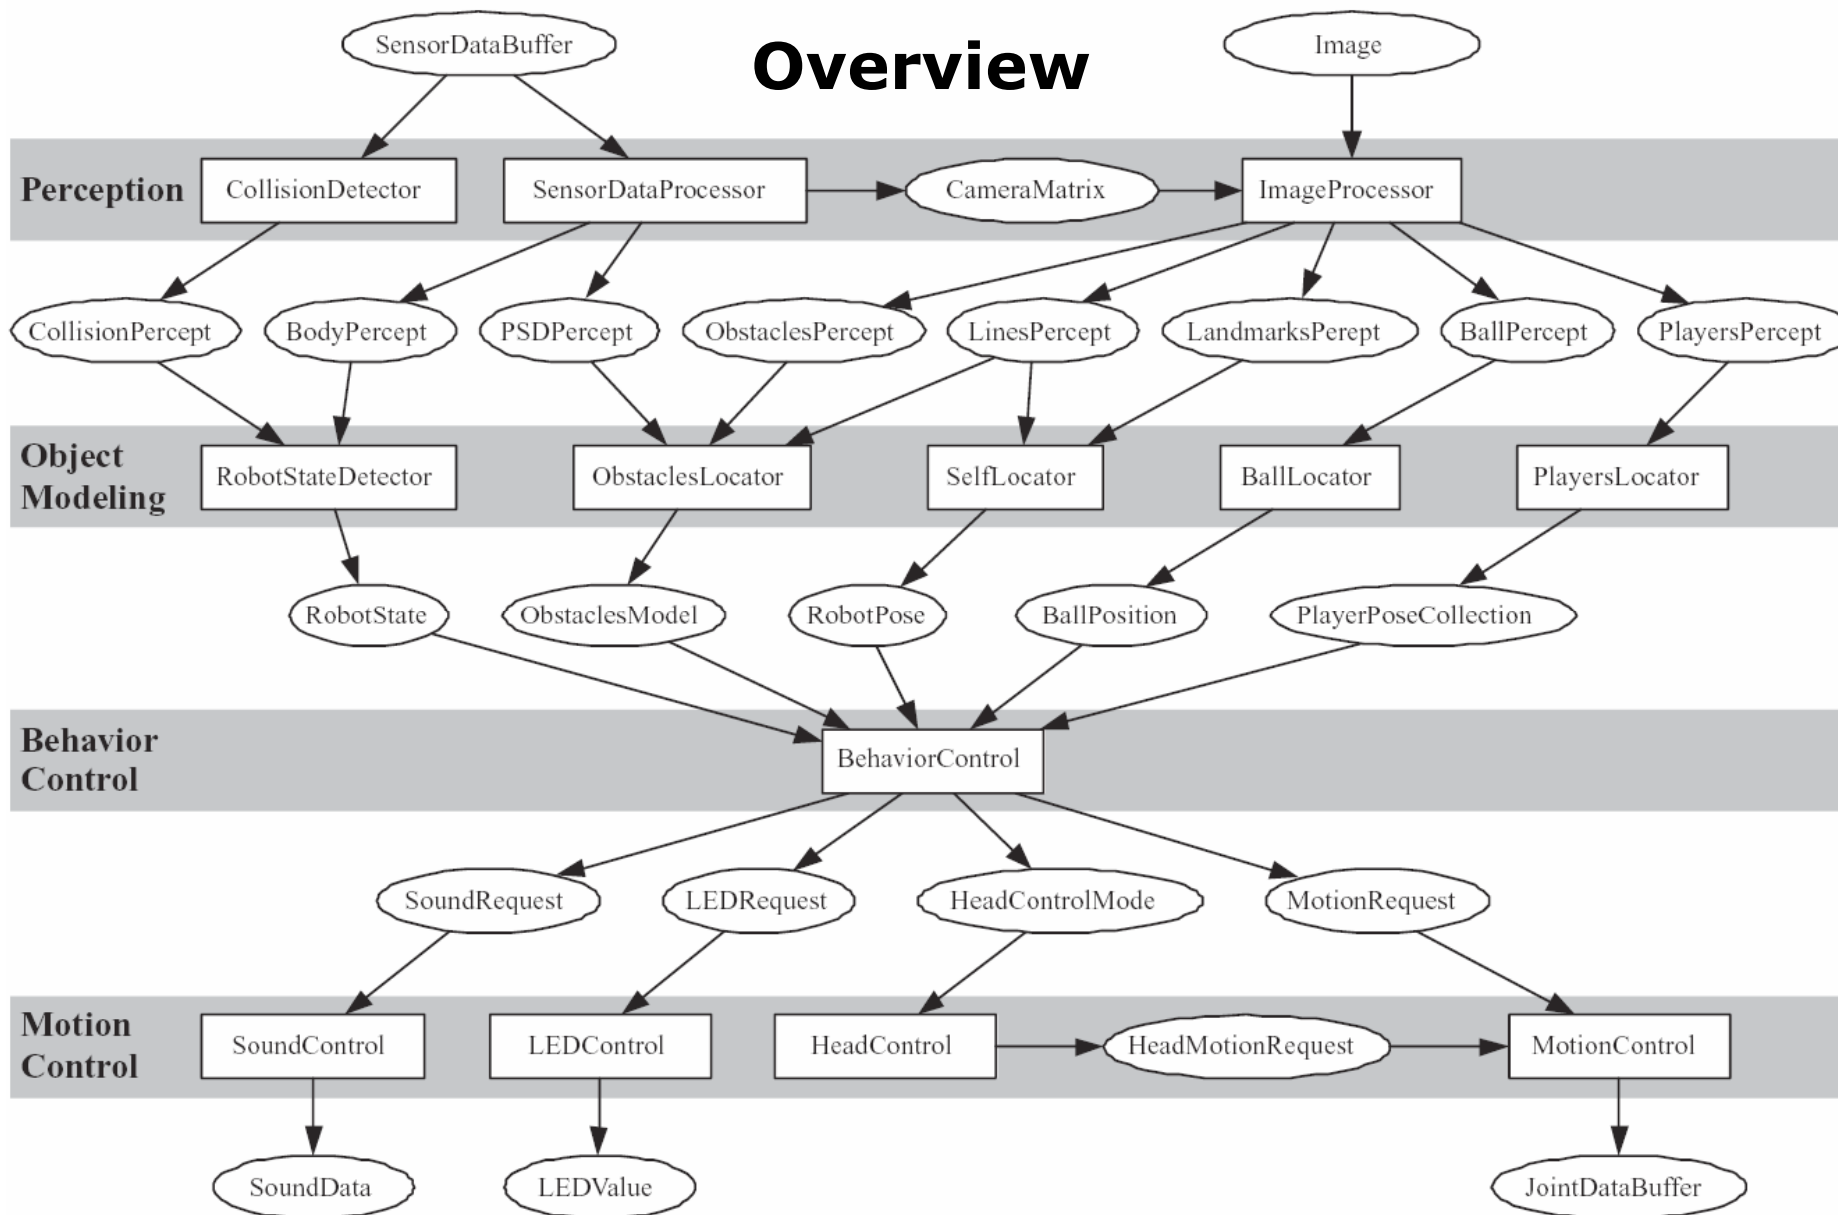 SensorDataBuffer
Overview
Image
Perception
CollisionDetector
SensorDataProcessor
CameraMatrix
ImageProcessor
CollisionPercept
BodyPercept
PSDPercept
ObstaclesPercept
LinesPercept
LandmarksPerept
BallPercept
PlayersPercept
Object
Modeling
RobotStateDetector
ObstaclesLocator
SelfLocator
BallLocator
PlayersLocator
RobotState
ObstaclesModel
RobotPose
BallPosition
PlayerPoseCollection
Behavior
Control
BehaviorControl
SoundRequest
LEDRequest
HeadControlMode
MotionRequest
Motion
Control
SoundControl
LEDControl
HeadControl
HeadMotionRequest
MotionControl
SoundData
LEDValue
JointDataBuffer